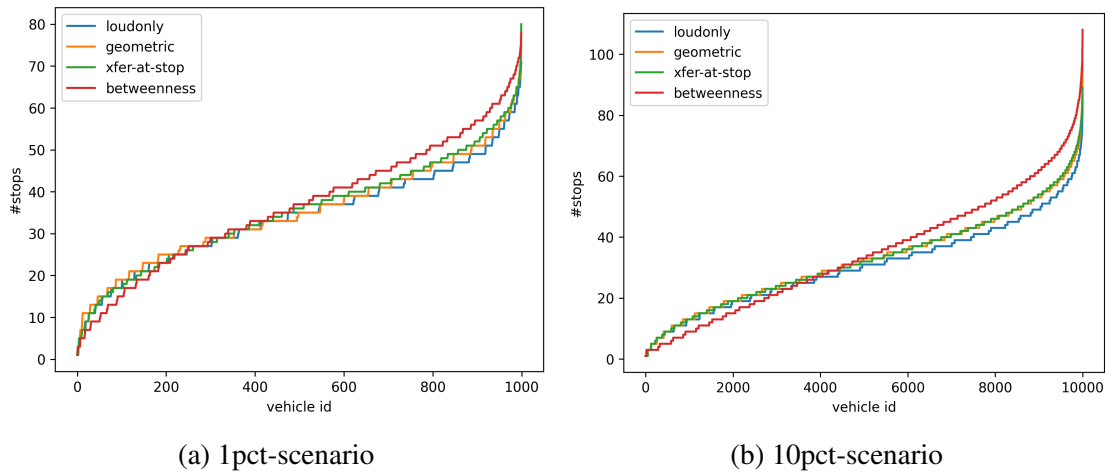 80
70
60
50
40
30
20
10
0
#stops
loudonly
geometric
xfer-at-stop
betweenness
0 200 400 600 800 1000
vehicle id
(a) 1pct-scenario
100
80
60
40
20
0
#stops
loudonly
geometric
xfer-at-stop
betweenness
0 2000 4000 6000 8000 10000
vehicle id
(b) 10pct-scenario